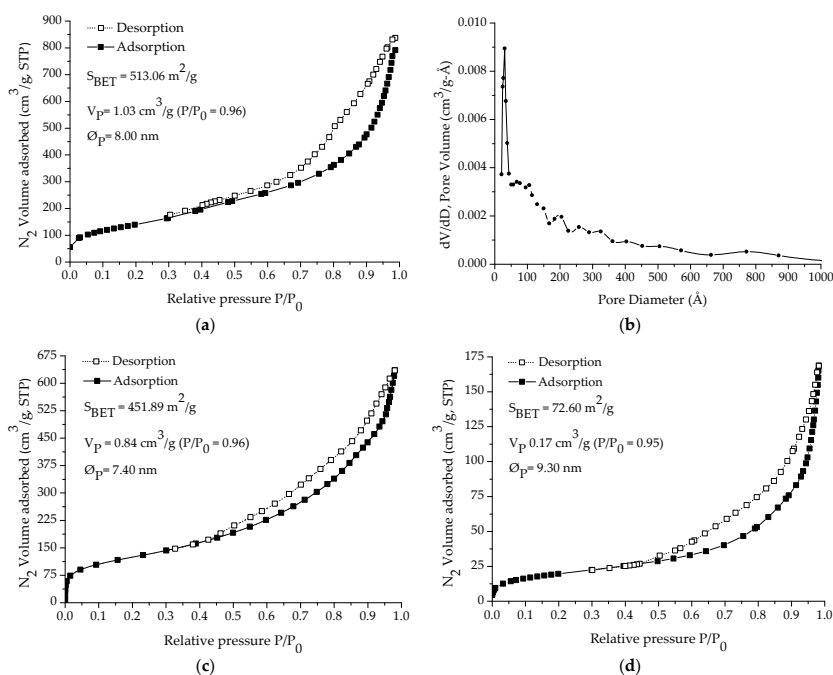 Desorption
Adsorption
S_BET = 513.06 m²/g
V_P= 1.03 cm³/g (P/P₀ = 0.96)
Ø_P= 8.00 nm
N₂ Volume adsorbed (cm³/g, STP)
900
800
700
600
500
400
300
200
100
0
0.0 0.1 0.2 0.3 0.4 0.5 0.6 0.7 0.8 0.9 1.0
Relative pressure P/P₀
(a)
dV/dD, Pore Volume (cm³/g-Å)
0.010
0.008
0.006
0.004
0.002
0.000
0 100 200 300 400 500 600 700 800 900 1000
Pore Diameter (Å)
(b)
Desorption
Adsorption
S_BET = 451.89 m²/g
V_P= 0.84 cm³/g (P/P₀ = 0.96)
Ø_P= 7.40 nm
N₂ Volume adsorbed (cm³/g, STP)
675
600
525
450
375
300
225
150
75
0
0.0 0.1 0.2 0.3 0.4 0.5 0.6 0.7 0.8 0.9 1.0
Relative pressure P/P₀
(c)
Desorption
Adsorption
S_BET = 72.60 m²/g
V_P 0.17 cm³/g (P/P₀ = 0.95)
Ø_P= 9.30 nm
N₂ Volume adsorbed (cm³/g, STP)
175
150
125
100
75
50
25
0
0.0 0.1 0.2 0.3 0.4 0.5 0.6 0.7 0.8 0.9 1.0
Relative pressure P/P₀
(d)